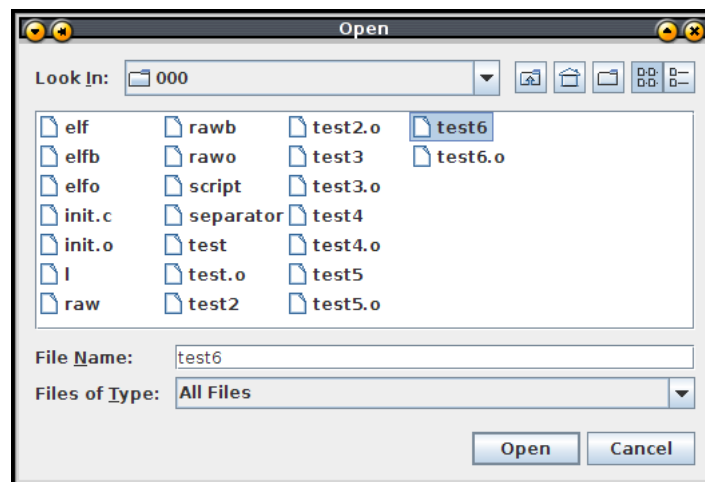 Open
Look In: 000
elf rawb test2.o test6
elfb rawo test3 test6.o
elfo script test3.o
init.c separator test4
init.o test test4.o
l test.o test5
raw test2 test5.o
File Name: test6
Files of Type: All Files
Open Cancel